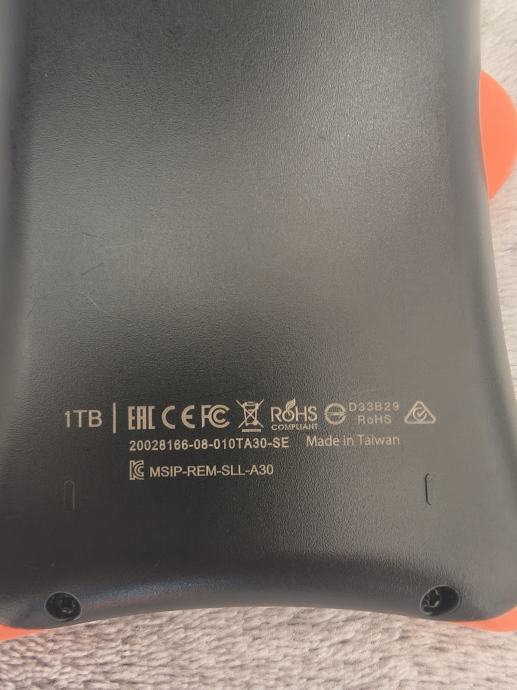 1TB EAC CE FC RoHS COMPLIANT D33B29 RoHS
20028166-08-010TA30-SE Made in Taiwan
MSIP-REM-SLL-A30